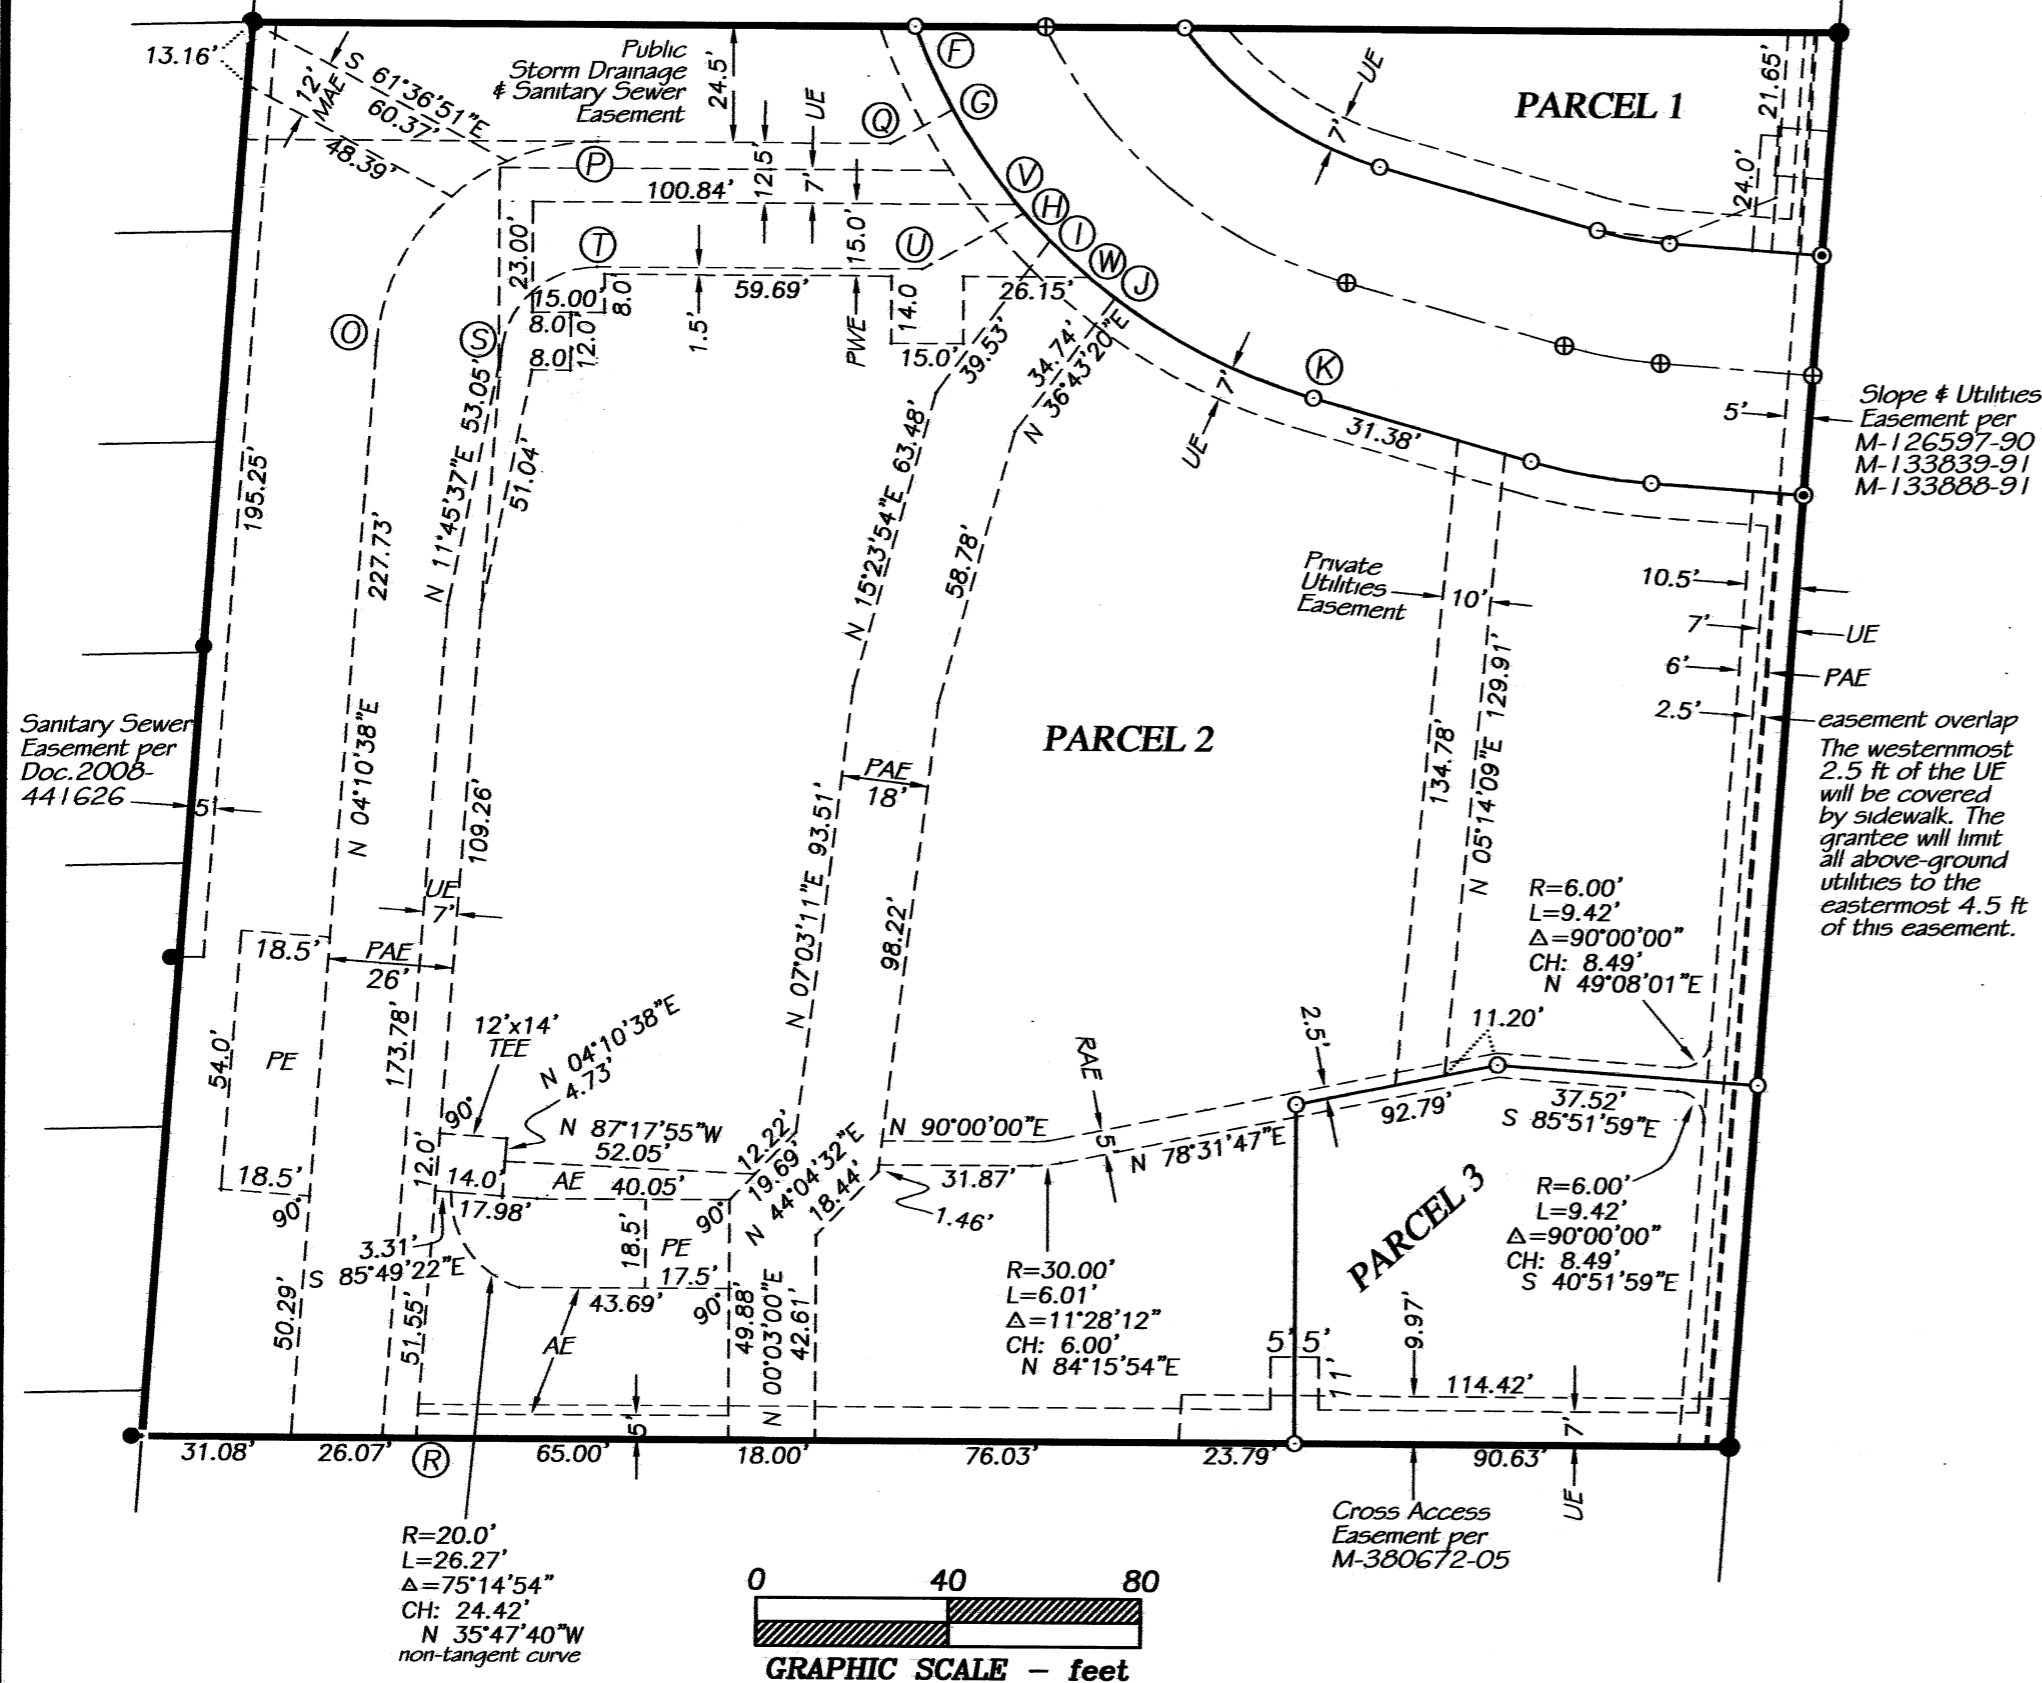 13.16'
12'
MAE
S 61°36'51"E
60.37'
48.39'
Public
Storm Drainage
& Sanitary Sewer
Easement
24.5'
UE
Q
F
G
P
12.5'
7'
100.84'
V
H
I
W
J
T
U
23.00'
15.0'
15.00'
8.0'
59.69'
26.15'
1.5'
PWE
14.0
15.0'
8.0'
8.0'
12.0'
O
S
39.53'
34.74'
N 36°43'20"E
7'
UE
PARCEL 1
21.65'
24.0'
K
7'
UE
31.38'
5'
Slope & Utilities
Easement per
M-126597-90
M-133839-91
M-133888-91
195.25'
227.73'
N 04°10'38"E
N 11°45'37"E 53.05'
51.04'
N 15°23'54"E 63.48'
58.78'
Private
Utilities
Easement
10'
10.5'
7'
UE
6'
PAE
2.5'
easement overlap
The westernmost
2.5 ft of the UE
will be covered
by sidewalk. The
grantee will limit
all above-ground
utilities to the
eastermost 4.5 ft
of this easement.
PARCEL 2
134.78'
N 05°14'09"E 129.91'
Sanitary Sewer
Easement per
Doc.2008-
441626
5'
109.26'
PAE
18'
N 07°03'11"E 93.51'
98.22'
UE
7'
18.5'
PAE
26'
R=6.00'
L=9.42'
Δ=90°00'00"
CH: 8.49'
N 49°08'01"E
54.0'
PE
173.78'
12'x14'
TEE
N 04°10'38"E
4.73'
90°
N 87°17'55"W
52.05'
12.22'
19.69'
N 44°04'32"E
18.44'
N 90°00'00"E
RAE
5'
2.5'
11.20'
92.79'
N 78°31'47"E
37.52'
S 85°51'59"E
12.0'
18.5'
90°
14.0'
AE
40.05'
17.98'
90°
31.87'
1.46'
3.31'
S 85°49'22"E
18.5'
PE
17.5'
43.69'
90°
50.29'
51.55'
AE
49.88'
N 00°03'00"E
42.61'
R=30.00'
L=6.01'
Δ=11°28'12"
CH: 6.00'
N 84°15'54"E
PARCEL 3
R=6.00'
L=9.42'
Δ=90°00'00"
CH: 8.49'
S 40°51'59"E
5' 5'
11'
9.97'
114.42'
7'
5'
31.08'
26.07'
R
65.00'
18.00'
76.03'
23.79'
90.63'
UE
Cross Access
Easement per
M-380672-05
R=20.0'
L=26.27'
Δ=75°14'54"
CH: 24.42'
N 35°47'40"W
non-tangent curve
0 40 80
GRAPHIC SCALE – feet